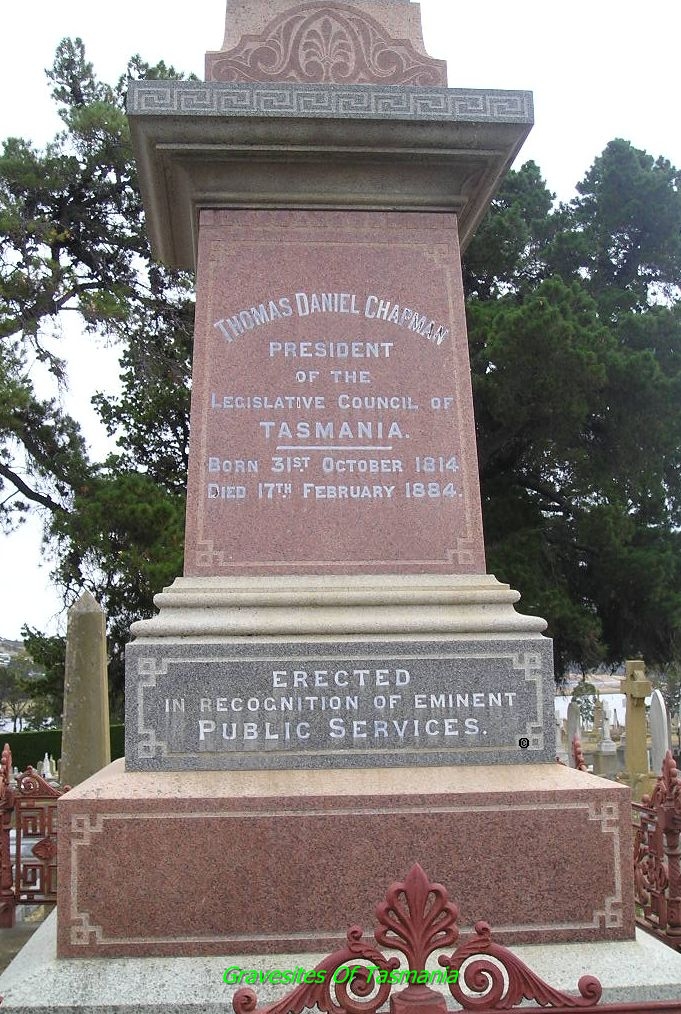 Thomas Daniel Chapman
PRESIDENT
OF THE
Legislative Council of
TASMANIA.
Born 31st October 1814
Died 17th February 1884.
ERECTED
IN RECOGNITION OF EMINENT
Public Services.
Gravesites Of Tasmania